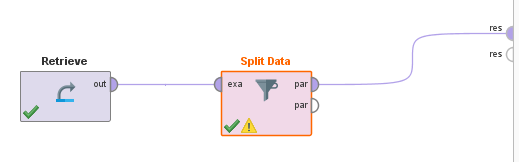 res
res
Retrieve
Split Data
out
exa
par
par